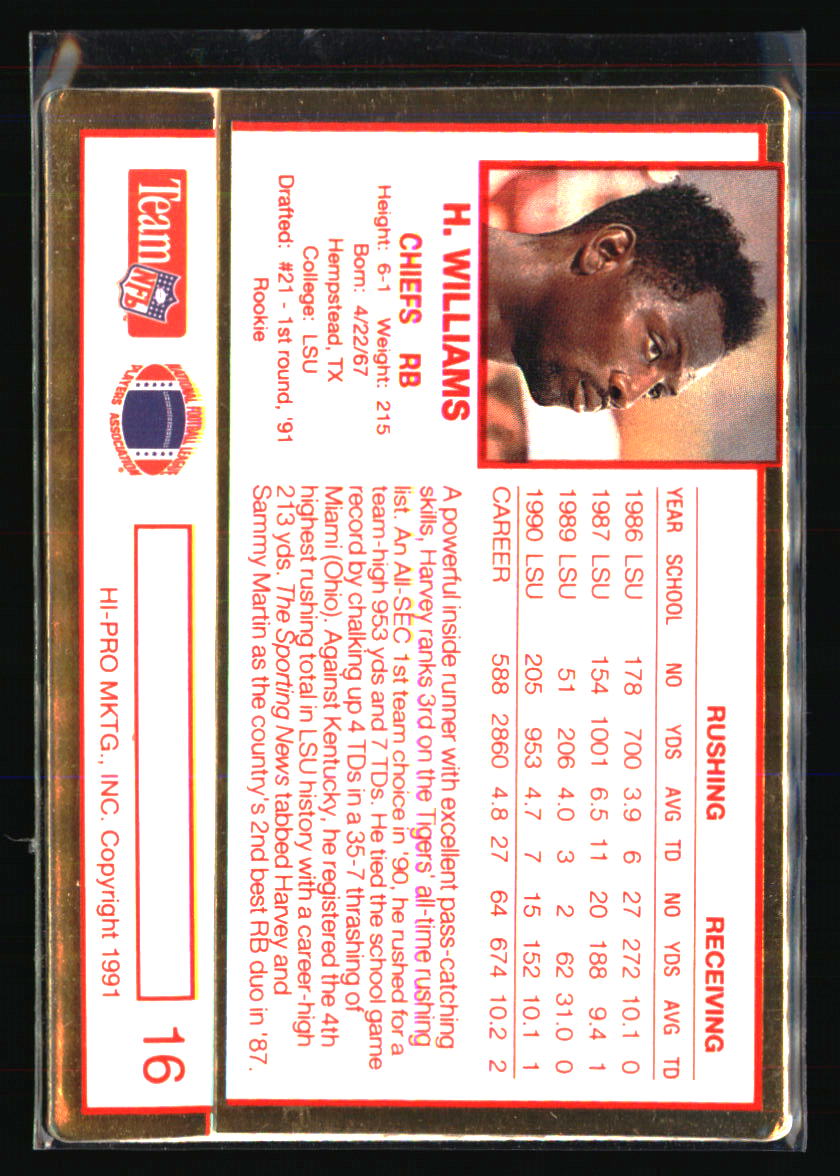 H. WILLIAMS
CHIEFS RB
Height: 6-1 Weight: 215
Born: 4/22/67
Hempstead, TX
College: LSU
Drafted: #21 - 1st round, '91
Rookie
RUSHING RECEIVING
YEAR SCHOOL NO YDS AVG TD NO YDS AVG TD
1986 LSU 178 700 3.9 6 27 272 10.1 0
1987 LSU 154 1001 6.5 11 20 188 9.4 1
1989 LSU 51 206 4.0 3 2 62 31.0 0
1990 LSU 205 953 4.7 7 15 152 10.1 1
CAREER 588 2860 4.8 27 64 674 10.2 2
A powerful inside runner with excellent pass-catching
skills, Harvey ranks 3rd on the Tigers' all-time rushing
list. An All-SEC 1st team choice in '90, he rushed for a
team-high 953 yds and 7 TDs. He tied the school game
record by chalking up 4 TDs in a 35-7 thrashing of
Miami (Ohio). Against Kentucky, he registered the 4th
highest rushing total in LSU history with a career-high
213 yds. The Sporting News tabbed Harvey and
Sammy Martin as the country's 2nd best RB duo in '87.
Team NFL
NATIONAL FOOTBALL LEAGUE
PLAYERS ASSOCIATION
16
HI-PRO MKTG., INC. Copyright 1991